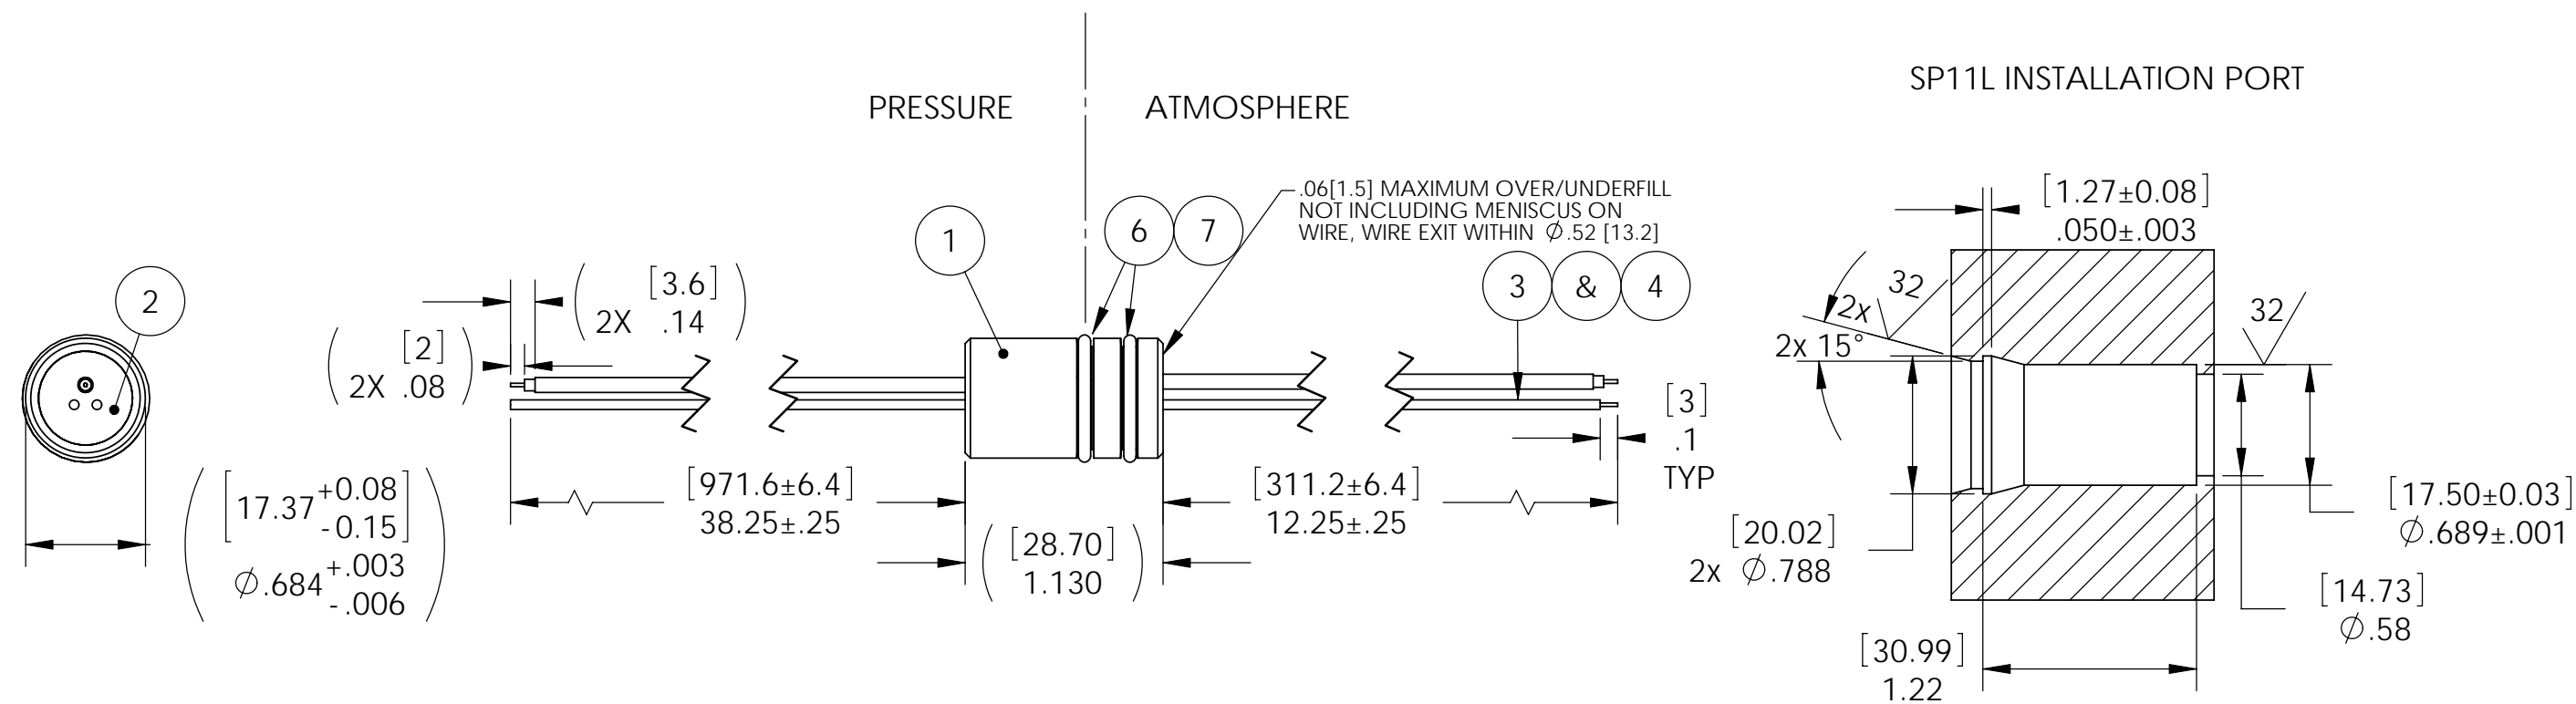 PRESSURE
ATMOSPHERE
SP11L INSTALLATION PORT
.06[1.5] MAXIMUM OVER/UNDERFILL
NOT INCLUDING MENISCUS ON
WIRE, WIRE EXIT WITHIN ∅.52 [13.2]
1
6
7
2
3
&
4
[3.6]
2X .14
[2]
2X .08
[17.37 +0.08 -0.15]
∅.684 +.003 -.006
[971.6±6.4]
38.25±.25
[28.70]
1.130
[311.2±6.4]
12.25±.25
[3]
.1
TYP
[1.27±0.08]
.050±.003
32
2x
2x 15°
32
[20.02]
2x ∅.788
[17.50±0.03]
∅.689±.001
[14.73]
∅.58
[30.99]
1.22